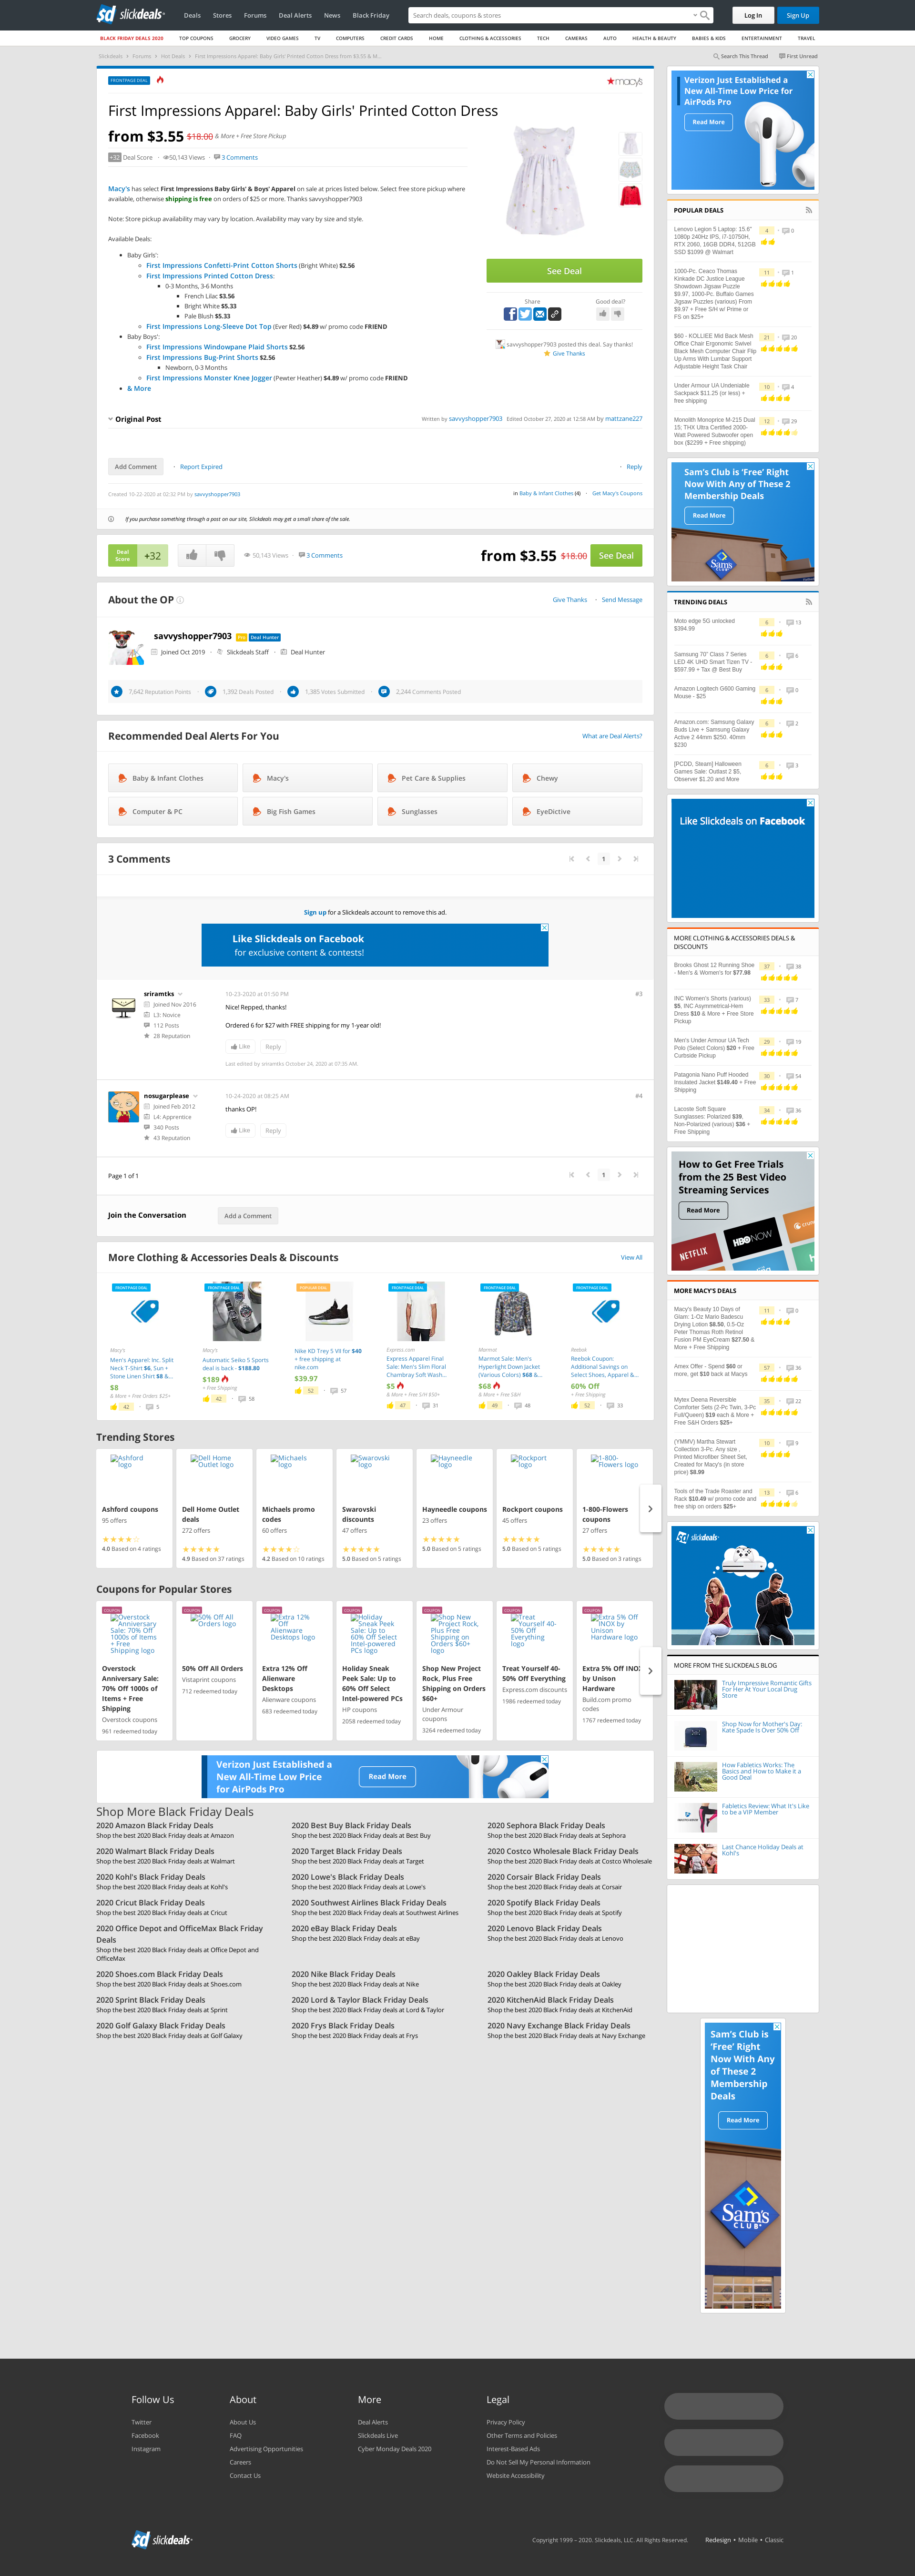 sd slickdeals
Deals
Stores
Forums
Deal Alerts
News
Black Friday
Search deals, coupons & stores
Log In
Sign Up
BLACK FRIDAY DEALS 2020
TOP COUPONS
GROCERY
VIDEO GAMES
TV
COMPUTERS
CREDIT CARDS
HOME
CLOTHING & ACCESSORIES
TECH
CAMERAS
AUTO
HEALTH & BEAUTY
BABIES & KIDS
ENTERTAINMENT
TRAVEL
Slickdeals
Forums
Hot Deals
First Impressions Apparel: Baby Girls' Printed Cotton Dress from $3.55 & M...
Search This Thread
First Unread
FRONTPAGE DEAL
macy's
First Impressions Apparel: Baby Girls' Printed Cotton Dress
from $3.55 $18.00 & More + Free Store Pickup
+32 Deal Score
50,143 Views
3 Comments
Macy's has select First Impressions Baby Girls' & Boys' Apparel on sale at prices listed below. Select free store pickup where
available, otherwise shipping is free on orders of $25 or more. Thanks savvyshopper7903
Note: Store pickup availability may vary by location. Availability may vary by size and style.
Available Deals:
Baby Girls':
First Impressions Confetti-Print Cotton Shorts (Bright White) $2.56
First Impressions Printed Cotton Dress:
0-3 Months, 3-6 Months
French Lilac $3.56
Bright White $5.33
Pale Blush $5.33
First Impressions Long-Sleeve Dot Top (Ever Red) $4.89 w/ promo code FRIEND
Baby Boys':
First Impressions Windowpane Plaid Shorts $2.56
First Impressions Bug-Print Shorts $2.56
Newborn, 0-3 Months
First Impressions Monster Knee Jogger (Pewter Heather) $4.89 w/ promo code FRIEND
& More
See Deal
Share
Good deal?
savvyshopper7903 posted this deal. Say thanks!
Give Thanks
Original Post
Written by savvyshopper7903
Edited October 27, 2020 at 12:58 AM by mattzane227
Add Comment
Report Expired
Reply
Created 10-22-2020 at 02:32 PM by savvyshopper7903
in Baby & Infant Clothes (4)
Get Macy's Coupons
If you purchase something through a post on our site, Slickdeals may get a small share of the sale.
Deal Score
+32
50,143 Views
3 Comments
from $3.55 $18.00
See Deal
About the OP
Give Thanks
Send Message
savvyshopper7903 Pro Deal Hunter
Joined Oct 2019
Slickdeals Staff
Deal Hunter
7,642 Reputation Points
1,392 Deals Posted
1,385 Votes Submitted
2,244 Comments Posted
Recommended Deal Alerts For You
What are Deal Alerts?
Baby & Infant Clothes
Macy's
Pet Care & Supplies
Chewy
Computer & PC
Big Fish Games
Sunglasses
EyeDictive
3 Comments
1
Sign up for a Slickdeals account to remove this ad.
Like Slickdeals on Facebook
for exclusive content & contests!
sriramtks
Joined Nov 2016
L3: Novice
112 Posts
28 Reputation
10-23-2020 at 01:50 PM
#3
Nice! Repped, thanks!
Ordered 6 for $27 with FREE shipping for my 1-year old!
Like
Reply
Last edited by sriramtks October 24, 2020 at 07:35 AM.
nosugarplease
Joined Feb 2012
L4: Apprentice
340 Posts
43 Reputation
10-24-2020 at 08:25 AM
#4
thanks OP!
Like
Reply
Page 1 of 1
1
Join the Conversation
Add a Comment
More Clothing & Accessories Deals & Discounts
View All
FRONTPAGE DEAL
Macy's
Men's Apparel: Inc. Split
Neck T-Shirt $6, Sun +
Stone Linen Shirt $8 &...
$8
& More + Free Orders $25+
42
5
FRONTPAGE DEAL
Macy's
Automatic Seiko 5 Sports
deal is back - $188.80
$189
+ Free Shipping
42
58
POPULAR DEAL
Nike KD Trey 5 VII for $40
+ free shipping at
nike.com
$39.97
52
57
FRONTPAGE DEAL
Express.com
Express Apparel Final
Sale: Men's Slim Floral
Chambray Soft Wash...
$5
& More + Free S/H $50+
47
31
FRONTPAGE DEAL
Marmot
Marmot Sale: Men's
Hyperlight Down Jacket
(Various Colors) $68 &...
$68
& More + Free S&H
49
48
FRONTPAGE DEAL
Reebok
Reebok Coupon:
Additional Savings on
Select Shoes, Apparel &...
60% Off
+ Free Shipping
52
33
Trending Stores
Ashford logo
Ashford coupons
95 offers
4.0 Based on 4 ratings
Dell Home Outlet logo
Dell Home Outlet deals
272 offers
4.9 Based on 37 ratings
Michaels logo
Michaels promo codes
60 offers
4.2 Based on 10 ratings
Swarovski logo
Swarovski discounts
47 offers
5.0 Based on 5 ratings
Hayneedle logo
Hayneedle coupons
23 offers
5.0 Based on 5 ratings
Rockport logo
Rockport coupons
45 offers
5.0 Based on 5 ratings
1-800-Flowers logo
1-800-Flowers coupons
27 offers
5.0 Based on 3 ratings
Coupons for Popular Stores
COUPON
Overstock Anniversary Sale: 70% Off 1000s of Items + Free Shipping logo
Overstock Anniversary Sale: 70% Off 1000s of Items + Free Shipping
Overstock coupons
961 redeemed today
COUPON
50% Off All Orders logo
50% Off All Orders
Vistaprint coupons
712 redeemed today
COUPON
Extra 12% Off Alienware Desktops logo
Extra 12% Off Alienware Desktops
Alienware coupons
683 redeemed today
COUPON
Holiday Sneak Peek Sale: Up to 60% Off Select Intel-powered PCs logo
Holiday Sneak Peek Sale: Up to 60% Off Select Intel-powered PCs
HP coupons
2058 redeemed today
COUPON
Shop New Project Rock, Plus Free Shipping on Orders $60+ logo
Shop New Project Rock, Plus Free Shipping on Orders $60+
Under Armour coupons
3264 redeemed today
COUPON
Treat Yourself 40-50% Off Everything logo
Treat Yourself 40-50% Off Everything
Express.com discounts
1986 redeemed today
COUPON
Extra 5% Off INOX by Unison Hardware logo
Extra 5% Off INOX by Unison Hardware
Build.com promo codes
1767 redeemed today
Verizon Just Established a
New All-Time Low Price
for AirPods Pro
Read More
Shop More Black Friday Deals
2020 Amazon Black Friday Deals
Shop the best 2020 Black Friday deals at Amazon
2020 Best Buy Black Friday Deals
Shop the best 2020 Black Friday deals at Best Buy
2020 Sephora Black Friday Deals
Shop the best 2020 Black Friday deals at Sephora
2020 Walmart Black Friday Deals
Shop the best 2020 Black Friday deals at Walmart
2020 Target Black Friday Deals
Shop the best 2020 Black Friday deals at Target
2020 Costco Wholesale Black Friday Deals
Shop the best 2020 Black Friday deals at Costco Wholesale
2020 Kohl's Black Friday Deals
Shop the best 2020 Black Friday deals at Kohl's
2020 Lowe's Black Friday Deals
Shop the best 2020 Black Friday deals at Lowe's
2020 Corsair Black Friday Deals
Shop the best 2020 Black Friday deals at Corsair
2020 Cricut Black Friday Deals
Shop the best 2020 Black Friday deals at Cricut
2020 Southwest Airlines Black Friday Deals
Shop the best 2020 Black Friday deals at Southwest Airlines
2020 Spotify Black Friday Deals
Shop the best 2020 Black Friday deals at Spotify
2020 Office Depot and OfficeMax Black Friday
Deals
Shop the best 2020 Black Friday deals at Office Depot and
OfficeMax
2020 eBay Black Friday Deals
Shop the best 2020 Black Friday deals at eBay
2020 Lenovo Black Friday Deals
Shop the best 2020 Black Friday deals at Lenovo
2020 Shoes.com Black Friday Deals
Shop the best 2020 Black Friday deals at Shoes.com
2020 Nike Black Friday Deals
Shop the best 2020 Black Friday deals at Nike
2020 Oakley Black Friday Deals
Shop the best 2020 Black Friday deals at Oakley
2020 Sprint Black Friday Deals
Shop the best 2020 Black Friday deals at Sprint
2020 Lord & Taylor Black Friday Deals
Shop the best 2020 Black Friday deals at Lord & Taylor
2020 KitchenAid Black Friday Deals
Shop the best 2020 Black Friday deals at KitchenAid
2020 Golf Galaxy Black Friday Deals
Shop the best 2020 Black Friday deals at Golf Galaxy
2020 Frys Black Friday Deals
Shop the best 2020 Black Friday deals at Frys
2020 Navy Exchange Black Friday Deals
Shop the best 2020 Black Friday deals at Navy Exchange
Verizon Just Established a
New All-Time Low Price for
AirPods Pro
Read More
POPULAR DEALS
Lenovo Legion 5 Laptop: 15.6"
1080p 240Hz IPS, i7-10750H,
RTX 2060, 16GB DDR4, 512GB
SSD $1099 @ Walmart
4
0
1000-Pc. Ceaco Thomas
Kinkade DC Justice League
Showdown Jigsaw Puzzle
$9.97, 1000-Pc. Buffalo Games
Jigsaw Puzzles (various) From
$9.97 + Free S/H w/ Prime or
FS on $25+
11
1
$60 - KOLLIEE Mid Back Mesh
Office Chair Ergonomic Swivel
Black Mesh Computer Chair Flip
Up Arms With Lumbar Support
Adjustable Height Task Chair
21
20
Under Armour UA Undeniable
Sackpack $11.25 (or less) +
free shipping
10
4
Monolith Monoprice M-215 Dual
15; THX Ultra Certified 2000-
Watt Powered Subwoofer open
box ($2299 + Free shipping)
12
29
Sam's Club is 'Free' Right
Now With Any of These 2
Membership Deals
Read More
Sam's CLUB
TRENDING DEALS
Moto edge 5G unlocked
$394.99
6
13
Samsung 70" Class 7 Series
LED 4K UHD Smart Tizen TV -
$597.99 + Tax @ Best Buy
6
6
Amazon Logitech G600 Gaming
Mouse - $25
6
0
Amazon.com: Samsung Galaxy
Buds Live + Samsung Galaxy
Active 2 44mm $250. 40mm
$230
6
2
[PCDD, Steam] Halloween
Games Sale: Outlast 2 $5,
Observer $1.20 and More
6
3
Like Slickdeals on Facebook
MORE CLOTHING & ACCESSORIES DEALS &
DISCOUNTS
Brooks Ghost 12 Running Shoe
- Men's & Women's for $77.98
37
38
INC Women's Shorts (various)
$5, INC Asymmetrical-Hem
Dress $10 & More + Free Store
Pickup
33
7
Men's Under Armour UA Tech
Polo (Select Colors) $20 + Free
Curbside Pickup
29
19
Patagonia Nano Puff Hooded
Insulated Jacket $149.40 + Free
Shipping
30
54
Lacoste Soft Square
Sunglasses: Polarized $39,
Non-Polarized (various) $36 +
Free Shipping
34
36
How to Get Free Trials
from the 25 Best Video
Streaming Services
Read More
NETFLIX
HBONOW
MORE MACY'S DEALS
Macy's Beauty 10 Days of
Glam: 1-Oz Mario Badescu
Drying Lotion $8.50, 0.5-Oz
Peter Thomas Roth Retinol
Fusion PM EyeCream $27.50 &
More + Free Shipping
11
0
Amex Offer - Spend $60 or
more, get $10 back at Macys
57
36
Mytex Deena Reversible
Comforter Sets (2-Pc Twin, 3-Pc
Full/Queen) $19 each & More +
Free S&H Orders $25+
35
22
(YMMV) Martha Stewart
Collection 3-Pc. Any size ,
Printed Microfiber Sheet Set,
Created for Macy's (in store
price) $8.99
10
9
Tools of the Trade Roaster and
Rack $10.49 w/ promo code and
free ship on orders $25+
13
6
slickdeals
MORE FROM THE SLICKDEALS BLOG
Truly Impressive Romantic Gifts
For Her At Your Local Drug
Store
Shop Now for Mother's Day:
Kate Spade Is Over 50% Off
How Fabletics Works: The
Basics and How to Make it a
Good Deal
Fabletics Review: What It's Like
to be a VIP Member
Last Chance Holiday Deals at
Kohl's
Sam's Club is
'Free' Right
Now With Any
of These 2
Membership
Deals
Read More
Sam's CLUB
Follow Us
Twitter
Facebook
Instagram
About
About Us
FAQ
Advertising Opportunities
Careers
Contact Us
More
Deal Alerts
Slickdeals Live
Cyber Monday Deals 2020
Legal
Privacy Policy
Other Terms and Policies
Interest-Based Ads
Do Not Sell My Personal Information
Website Accessibility
sd slickdeals
Copyright 1999 - 2020. Slickdeals, LLC. All Rights Reserved.
Redesign • Mobile • Classic